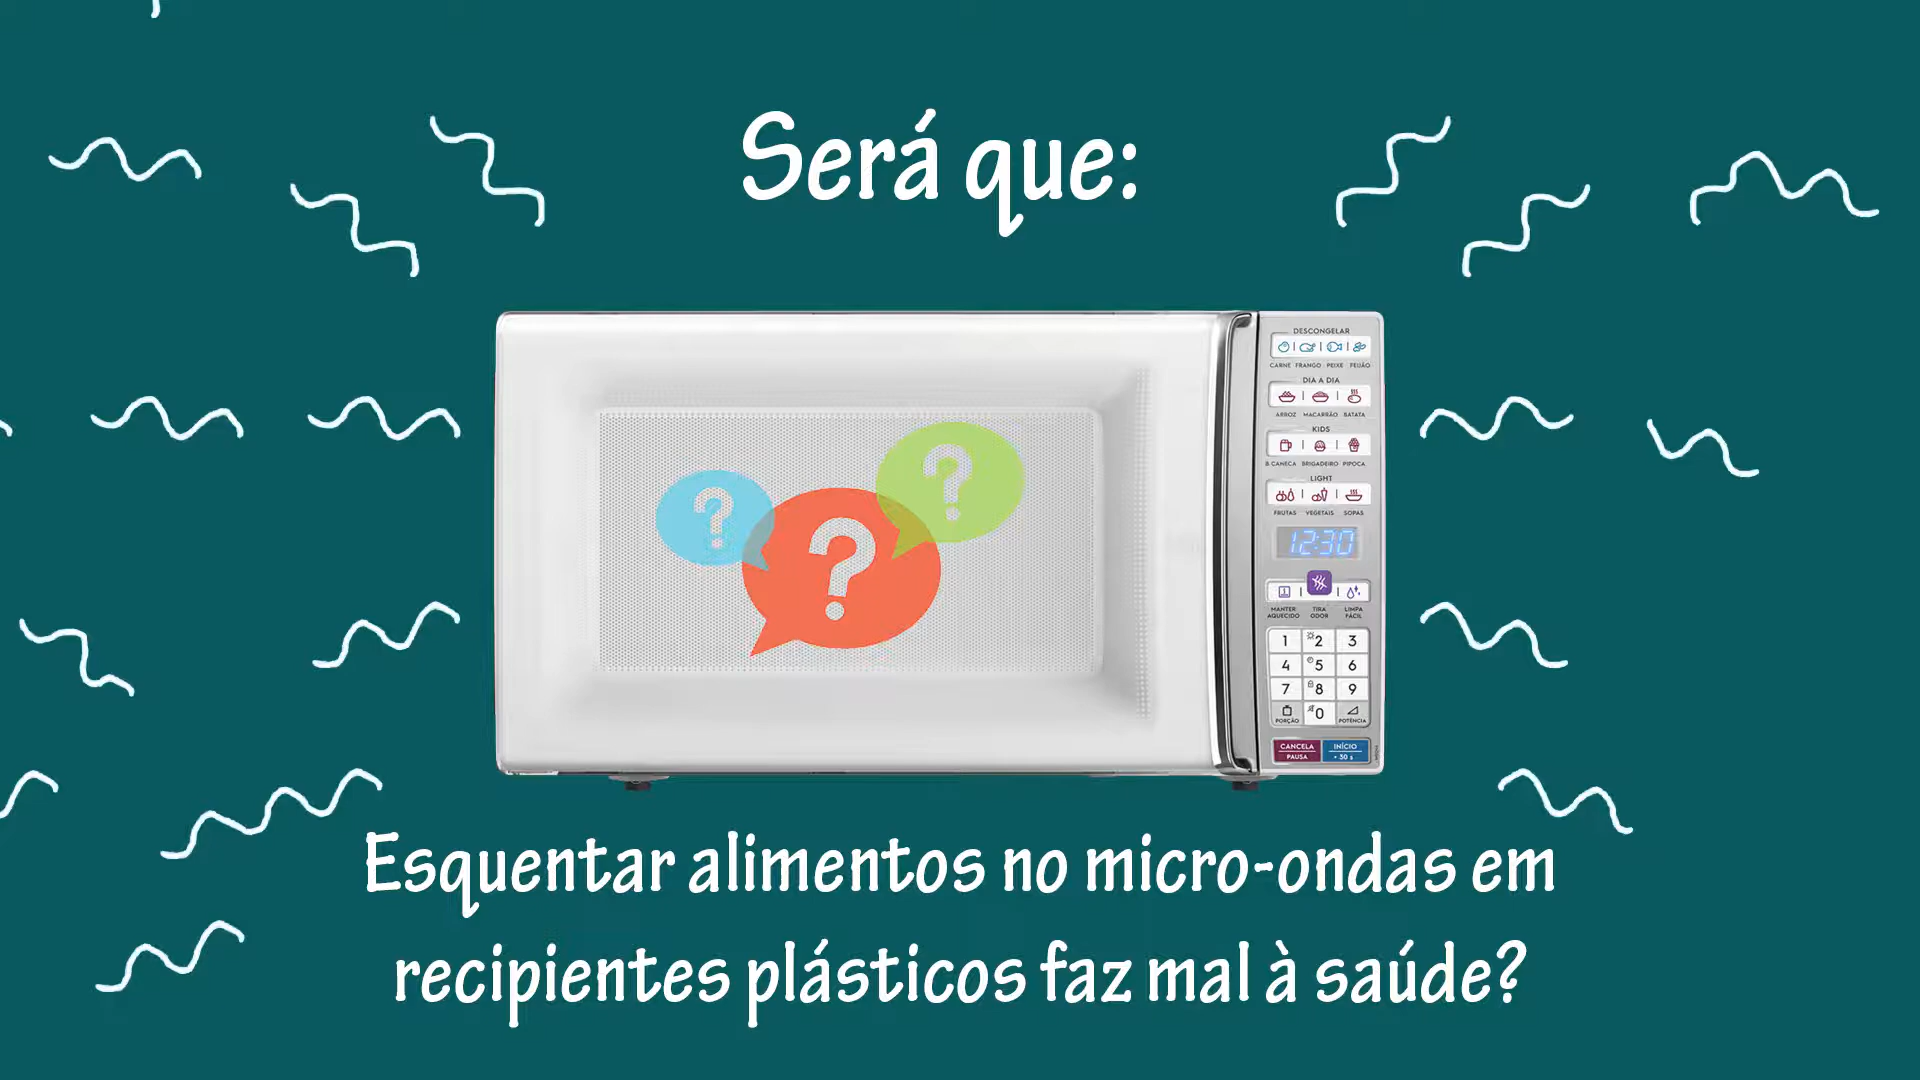 Será que:
DESCONGELAR
CARNE FRANGO PEIXE FEIJÃO
DIA A DIA
ARROZ MACARRÃO BATATA
KIDS
B.CANECA BRIGADEIRO PIPOCA
LIGHT
FRUTAS VEGETAIS SOPAS
12:30
MANTER AQUECIDO TIRA ODOR LIMPA FÁCIL
1 2 3
4 5 6
7 8 9
PORÇÃO 0 POTÊNCIA
CANCELA INÍCIO
PAUSA + 30 s
Esquentar alimentos no micro-ondas em
recipientes plásticos faz mal à saúde?